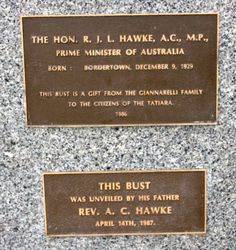 THE HON. R. J. L. HAWKE, A.C., M.P.,
PRIME MINISTER OF AUSTRALIA
BORN : BORDERTOWN, DECEMBER 9, 1929
THIS BUST IS A GIFT FROM THE GIANNARELLI FAMILY
TO THE CITIZENS OF THE TATIARA.
1986
THIS BUST
WAS UNVEILED BY HIS FATHER
REV. A. C. HAWKE
APRIL 14TH, 1987.